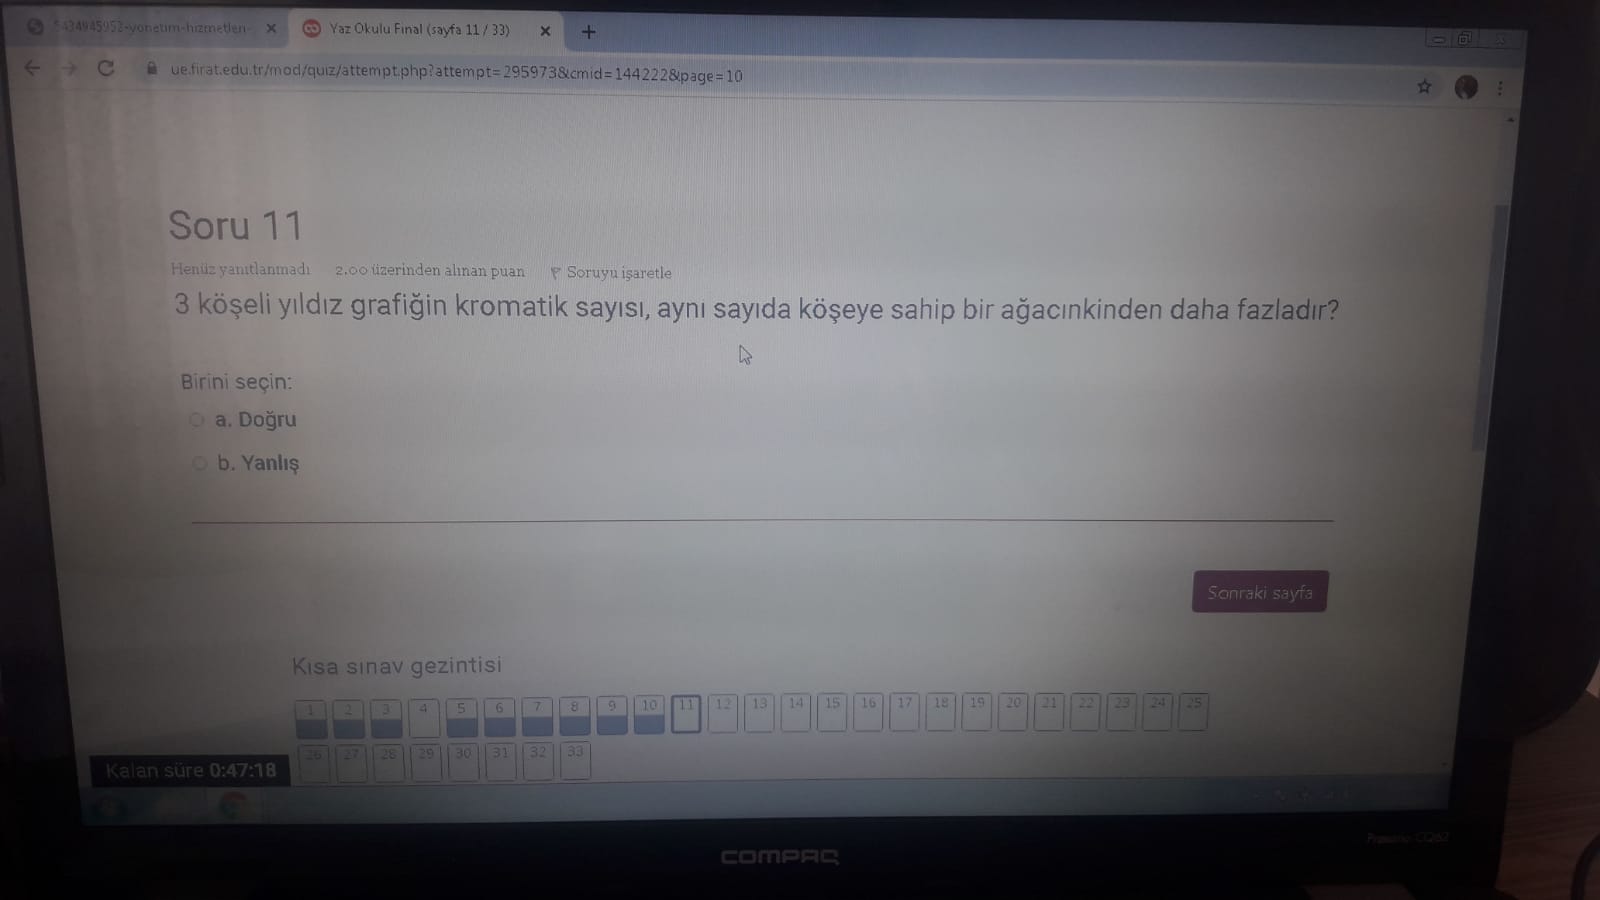 5434945952-yonetim-hizmetleri-
Yaz Okulu Final (sayfa 11 / 33)
ue.firat.edu.tr/mod/quiz/attempt.php?attempt=295973&cmid=144222&page=10
Soru 11
Henüz yanıtlanmadı 2.00 üzerinden alınan puan Soruyu işaretle
3 köşeli yıldız grafiğin kromatik sayısı, aynı sayıda köşeye sahip bir ağacınkinden daha fazladır?
Birini seçin:
a. Doğru
b. Yanlış
Sonraki sayfa
Kısa sınav gezintisi
1 2 3 4 5 6 7 8 9 10 11 12 13 14 15 16 17 18 19 20 21 22 23 24 25
26 27 28 29 30 31 32 33
Kalan süre 0:47:18
COMPAQ
Presario CQ62